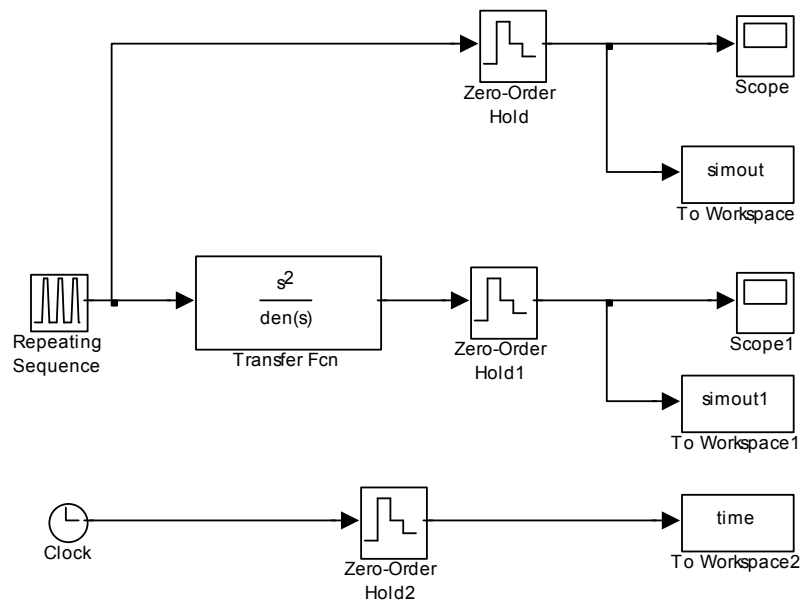 Zero-Order
Hold
Scope
simout
To Workspace
Repeating
Sequence
s2
den(s)
Transfer Fcn
Zero-Order
Hold1
Scope1
simout1
To Workspace1
Clock
Zero-Order
Hold2
time
To Workspace2